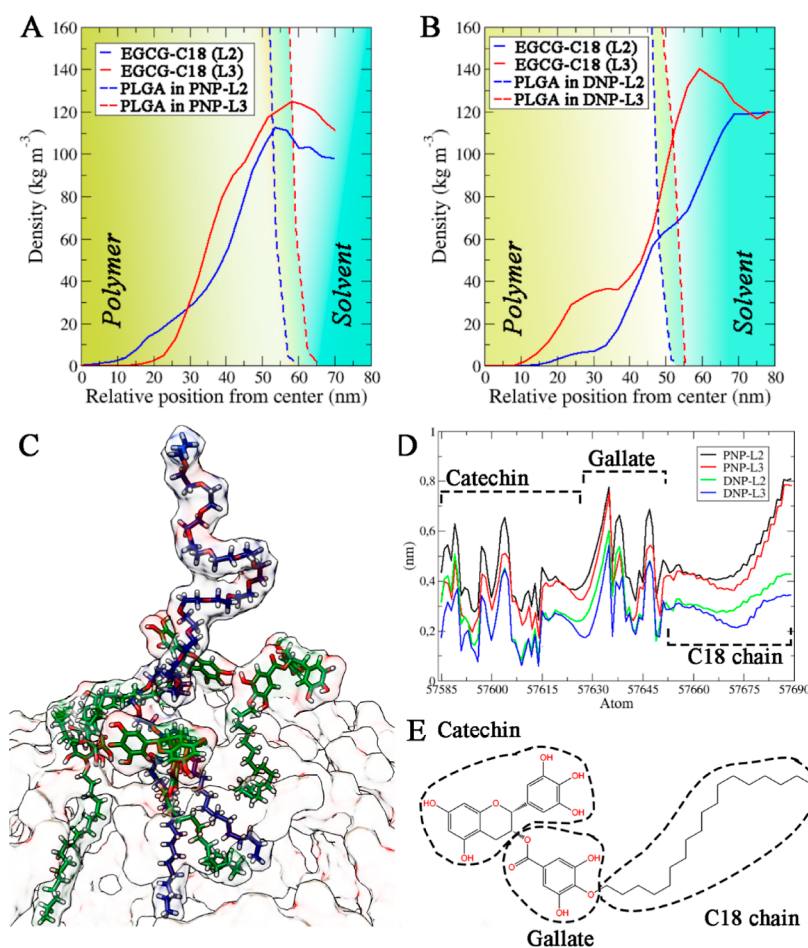 A
160
140
120
100
80
60
40
20
0
Density (kg m⁻³)
EGCG-C18 (L2)
EGCG-C18 (L3)
PLGA in PNP-L2
PLGA in PNP-L3
Polymer
Solvent
0 10 20 30 40 50 60 70 80
Relative position from center (nm)
B
160
140
120
100
80
60
40
20
0
Density (kg m⁻³)
EGCG-C18 (L2)
EGCG-C18 (L3)
PLGA in DNP-L2
PLGA in DNP-L3
Polymer
Solvent
0 10 20 30 40 50 60 70 80
Relative position from center (nm)
C
D
1
0,8
0,6
0,4
0,2
0
(nm)
Catechin
Gallate
PNP-L2
PNP-L3
DNP-L2
DNP-L3
C18 chain
57585 57600 57615 57630 57645 57660 57675 57690
Atom
E Catechin
OH
OH
OH
HO
O
OH
O
O
OH
O
OH
Gallate
C18 chain